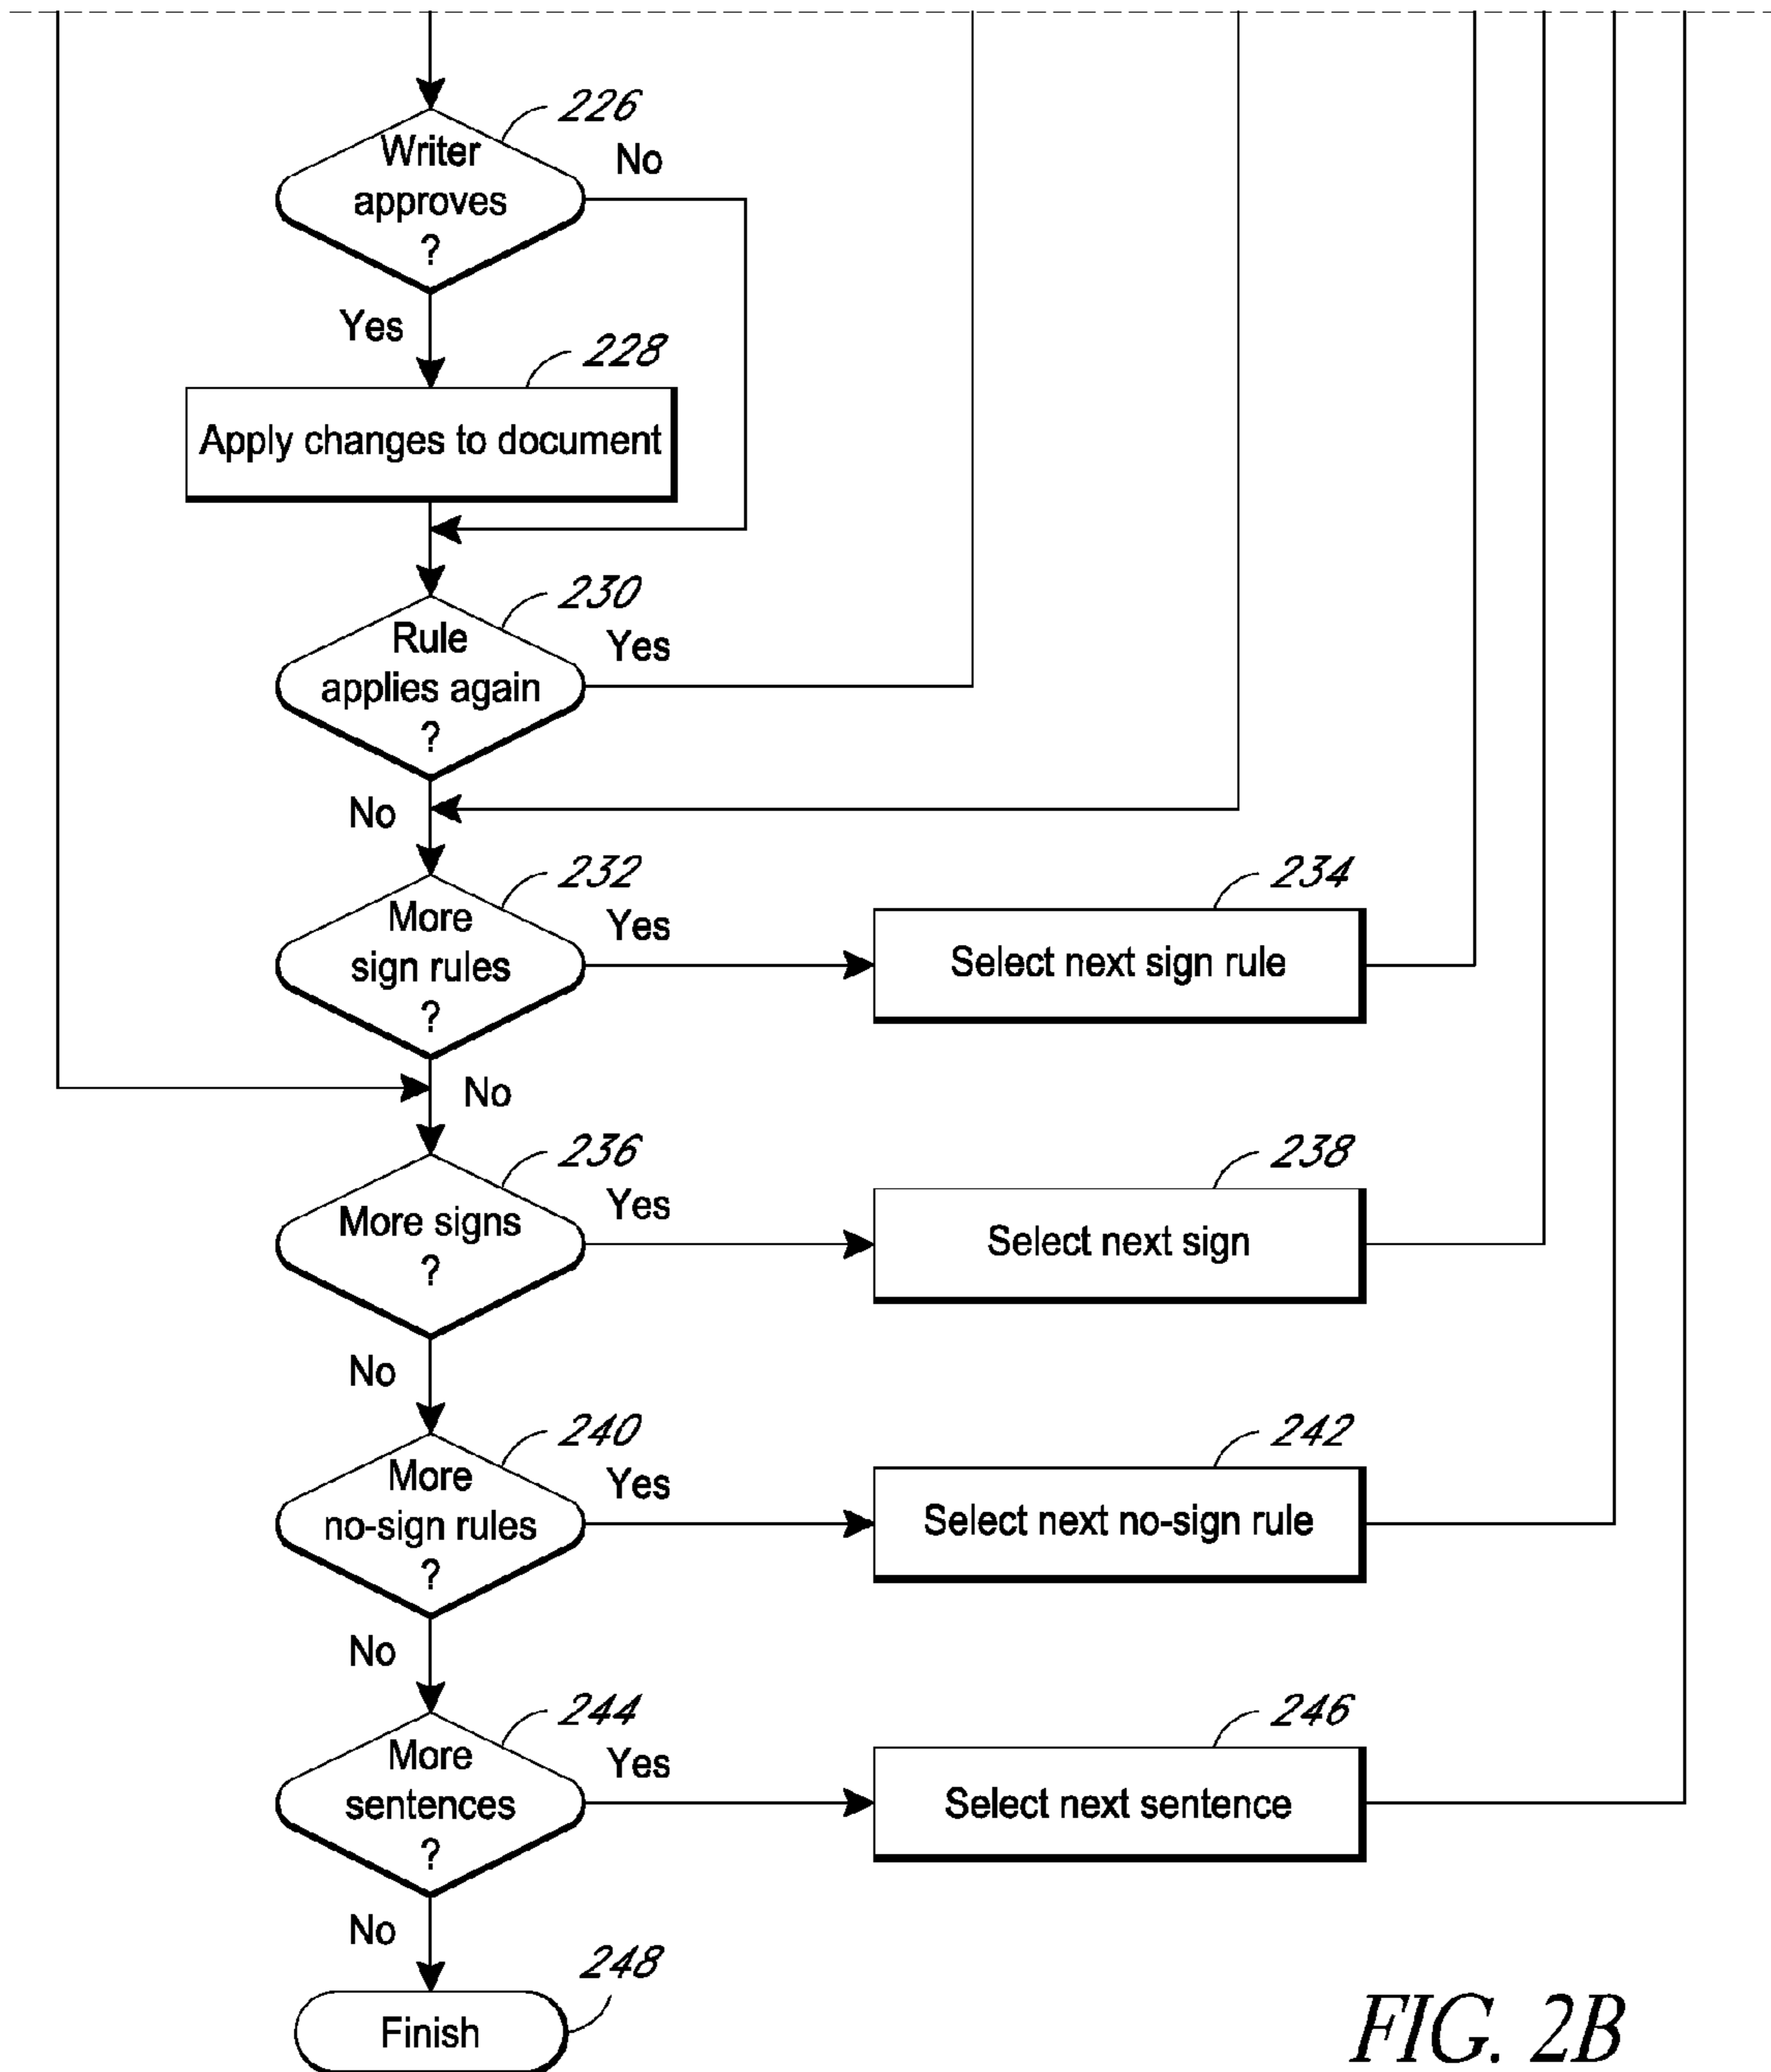 226
Writer
approves
?
No
Yes
228
Apply changes to document
230
Rule
applies again
?
Yes
No
232
More
sign rules
?
Yes
234
Select next sign rule
No
236
More signs
?
Yes
238
Select next sign
No
240
More
no-sign rules
?
Yes
242
Select next no-sign rule
No
244
More
sentences
?
Yes
246
Select next sentence
No
248
Finish
FIG. 2B